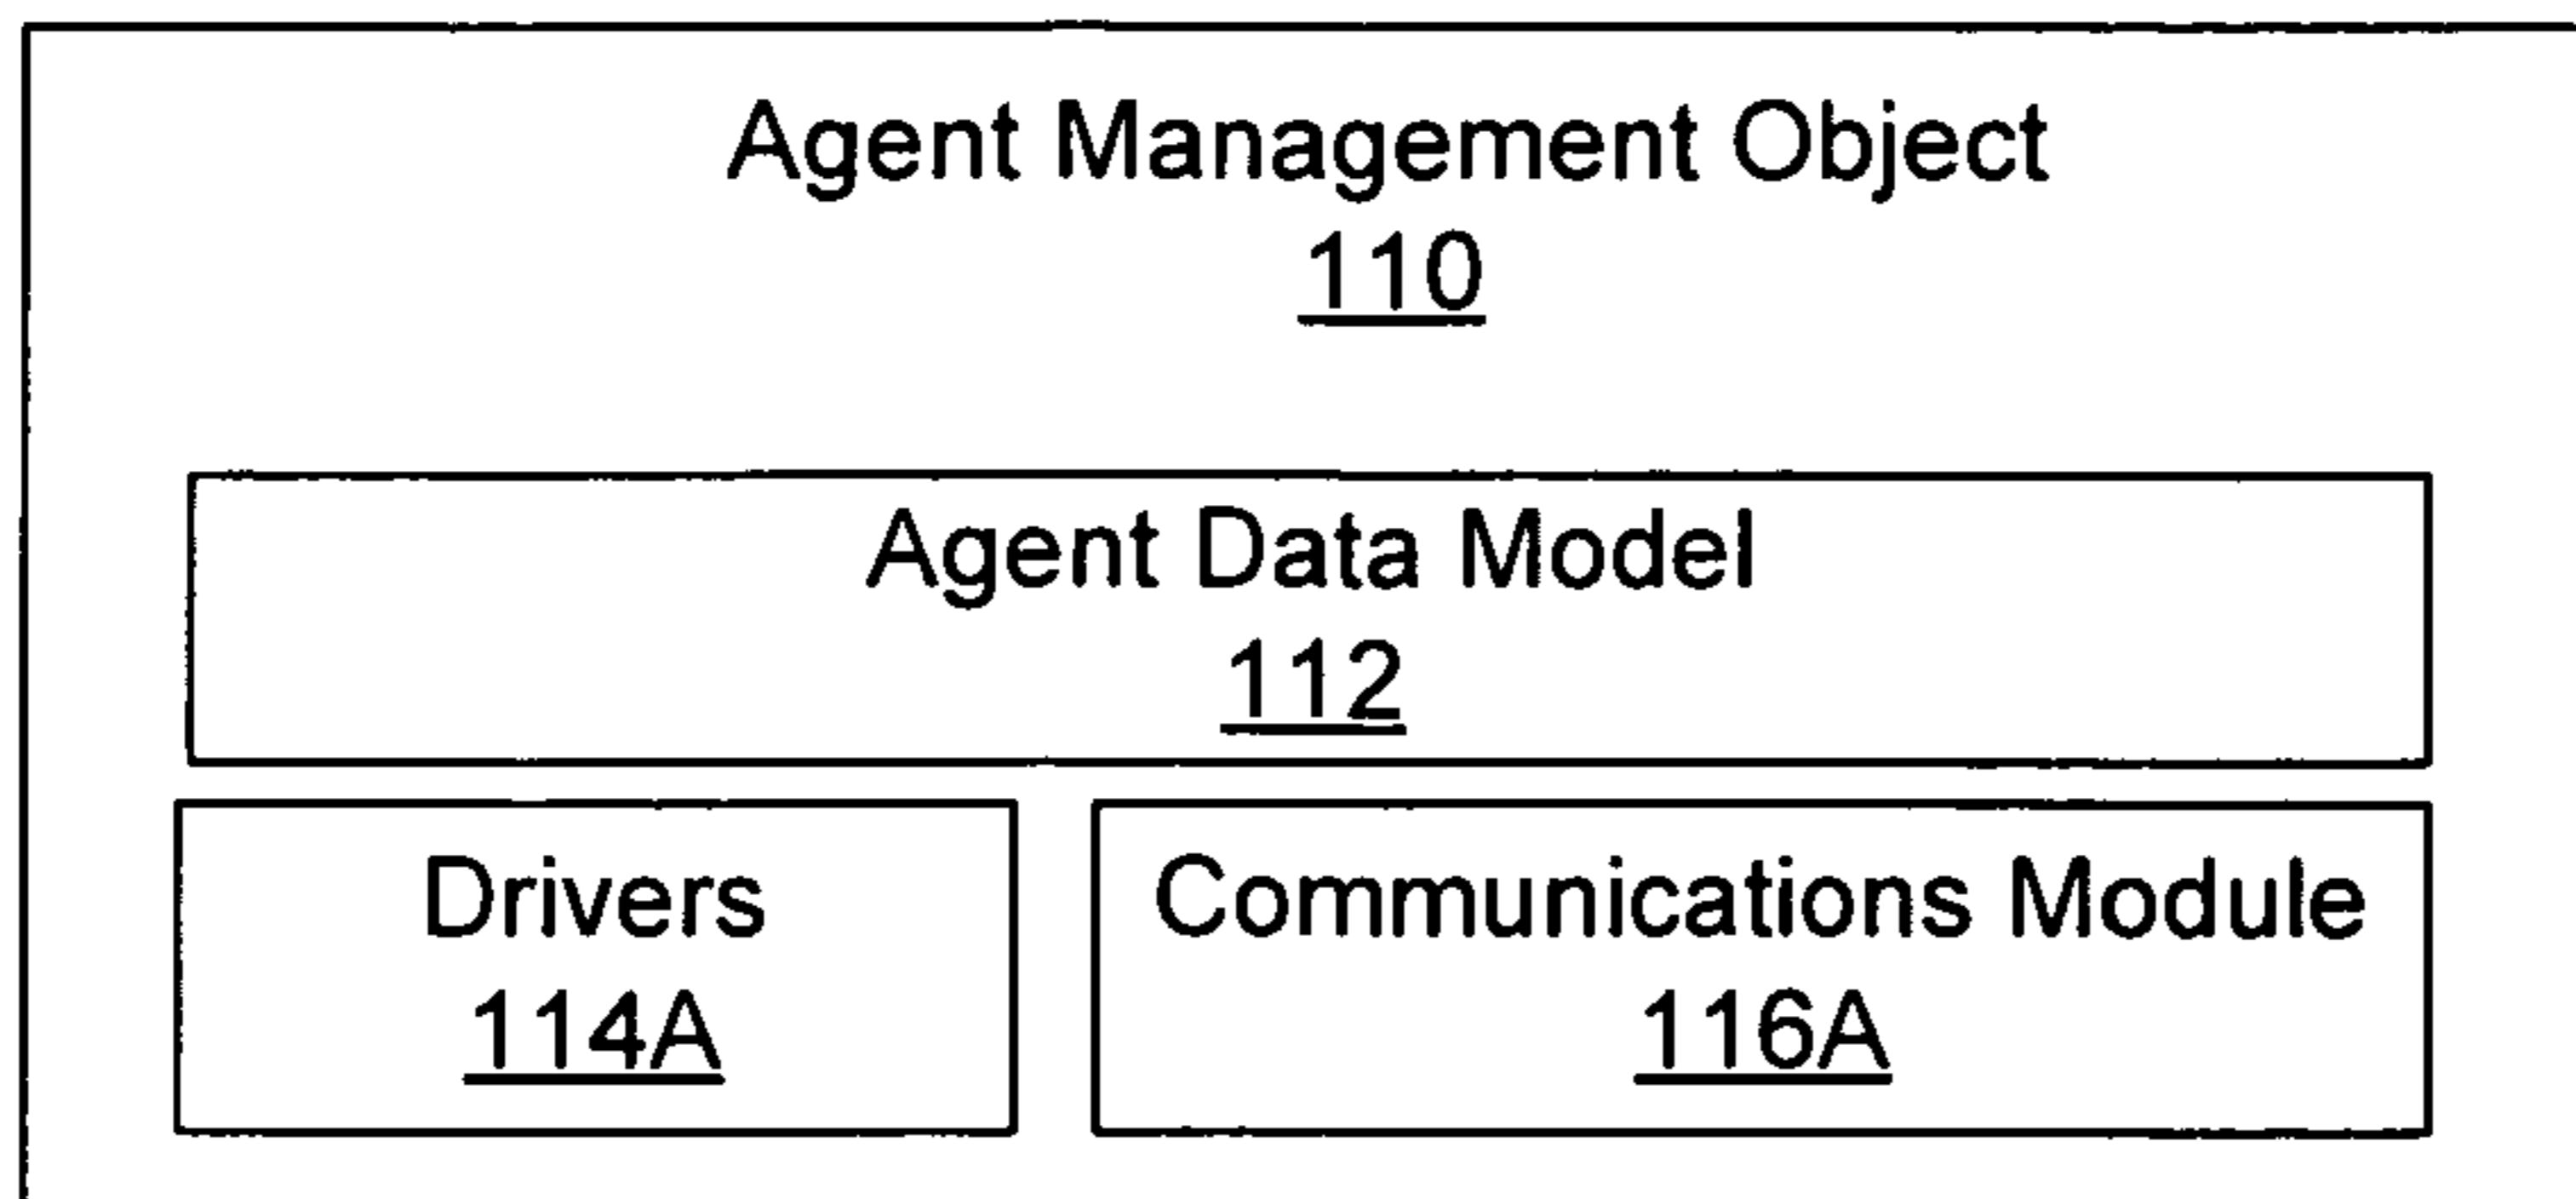 Agent Management Object
110
Agent Data Model
112
Drivers
114A
Communications Module
116A